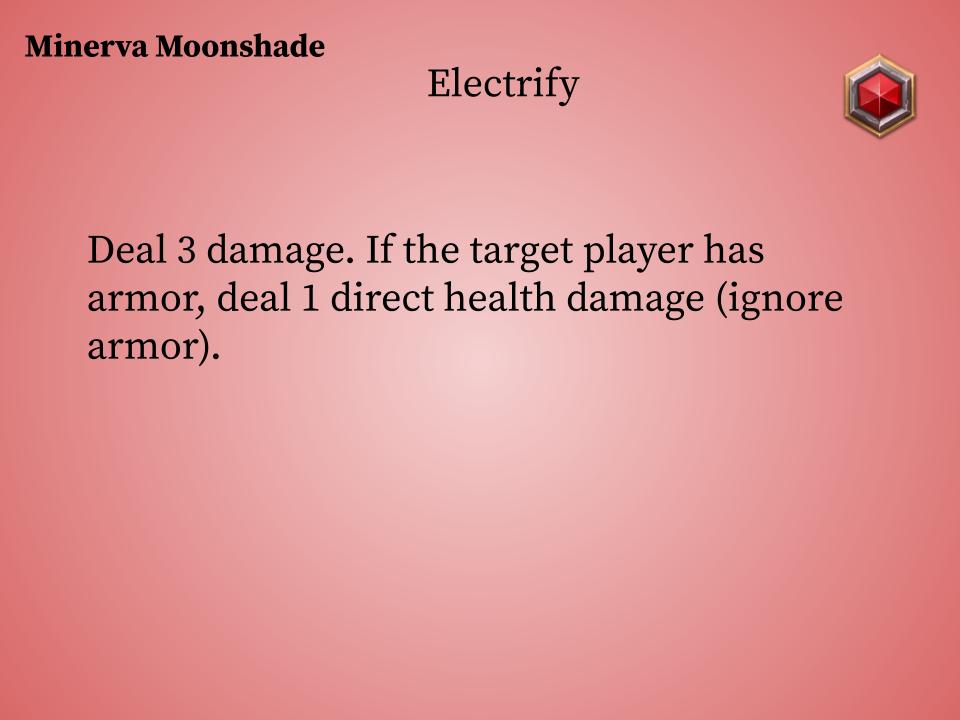 Minerva Moonshade
Electrify
Deal 3 damage. If the target player has
armor, deal 1 direct health damage (ignore
armor).